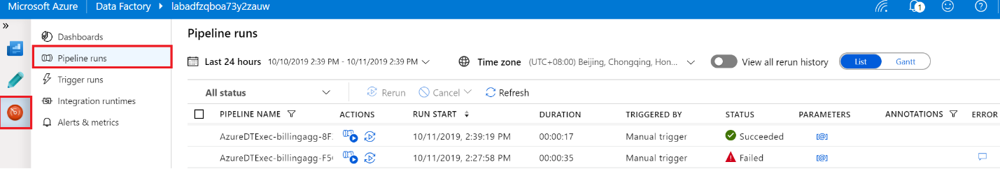 Microsoft Azure Data Factory labadfzqboa73y2zauw 1
»
Dashboards
Pipeline runs
Trigger runs
Integration runtimes
Alerts & metrics
Pipeline runs
Last 24 hours 10/10/2019 2:39 PM - 10/11/2019 2:39 PM Time zone (UTC+08:00) Beijing, Chongqing, Hon... View all rerun history List Gantt
All status Rerun Cancel Refresh
PIPELINE NAME ACTIONS RUN START DURATION TRIGGERED BY STATUS PARAMETERS ANNOTATIONS ERROR
AzureDTExec-billingagg-8F 10/11/2019, 2:39:19 PM 00:00:17 Manual trigger Succeeded [@]
AzureDTExec-billingagg-F5 10/11/2019, 2:27:58 PM 00:00:35 Manual trigger Failed [@]